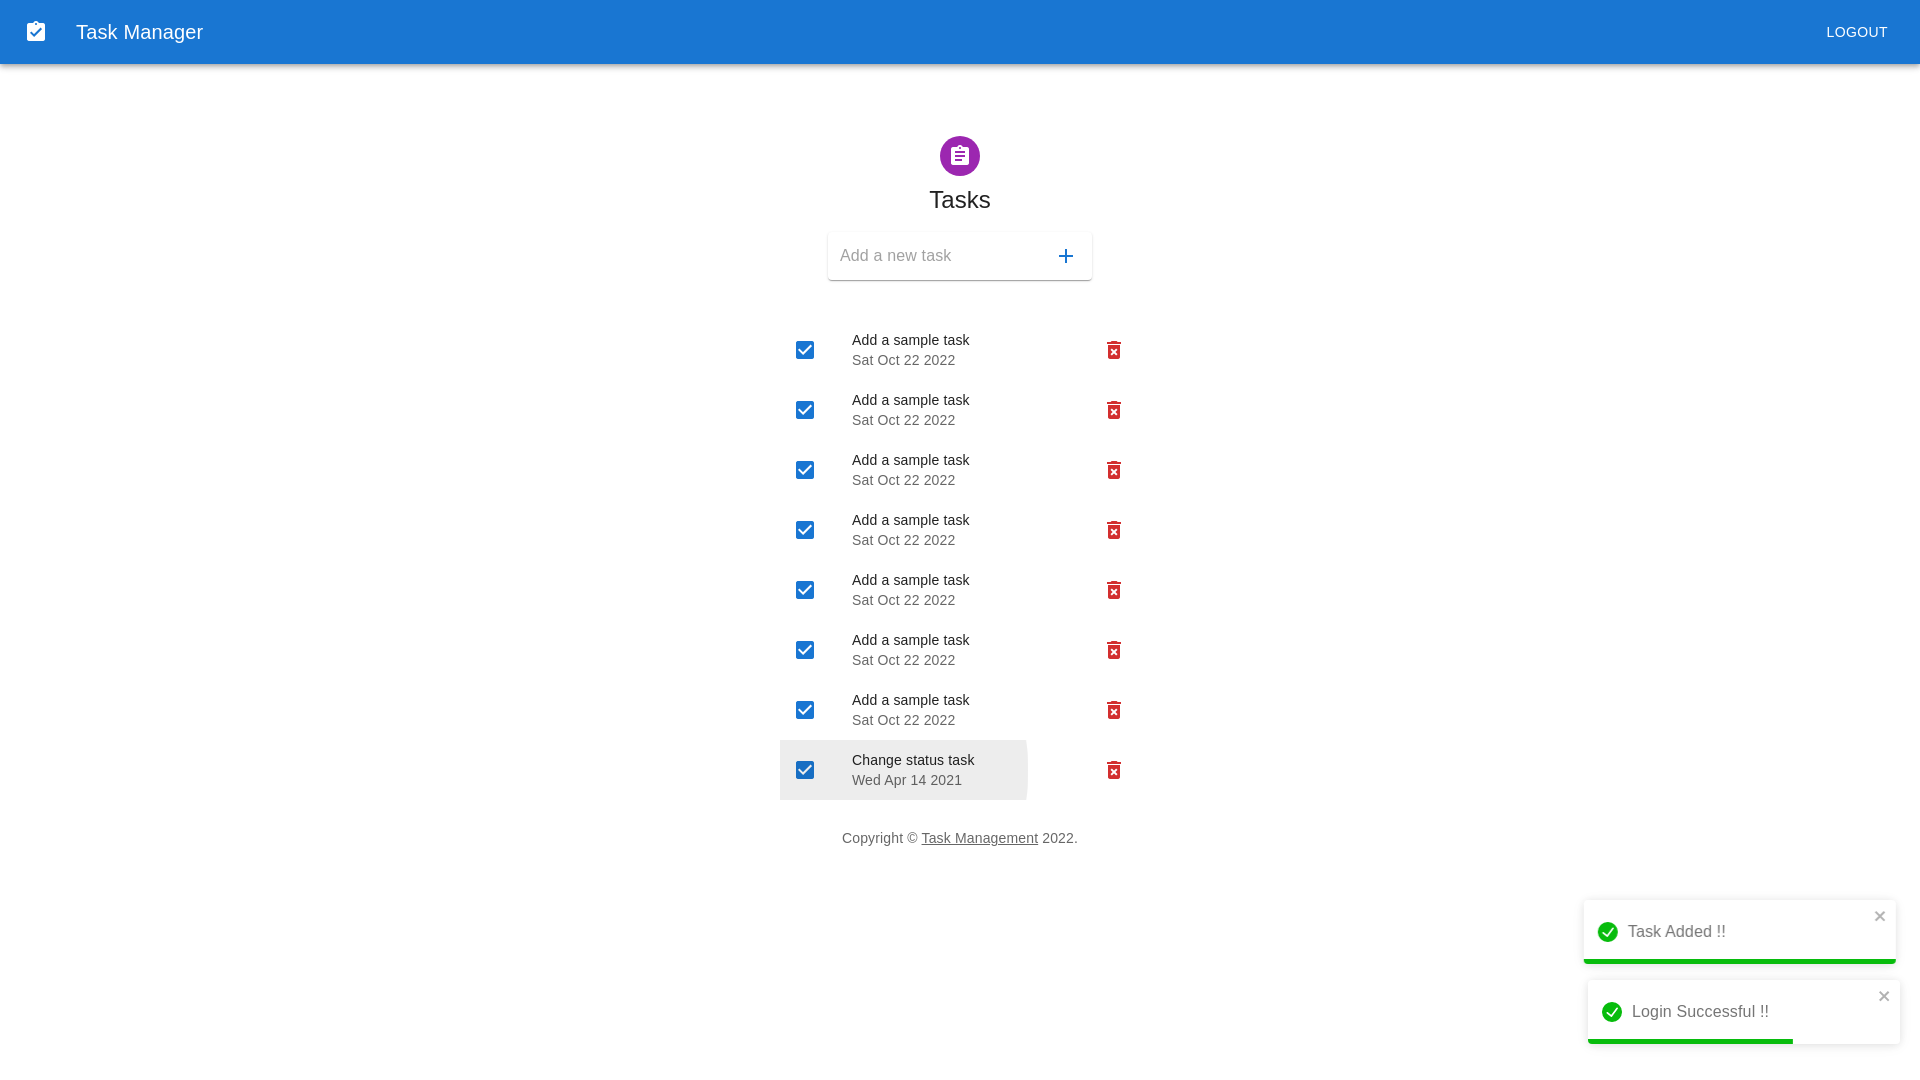 Task Manager
LOGOUT
Tasks
Add a new task
Add a sample task
Sat Oct 22 2022
Add a sample task
Sat Oct 22 2022
Add a sample task
Sat Oct 22 2022
Add a sample task
Sat Oct 22 2022
Add a sample task
Sat Oct 22 2022
Add a sample task
Sat Oct 22 2022
Add a sample task
Sat Oct 22 2022
Change status task
Wed Apr 14 2021
Copyright © Task Management 2022.
Task Added !!
Login Successful !!